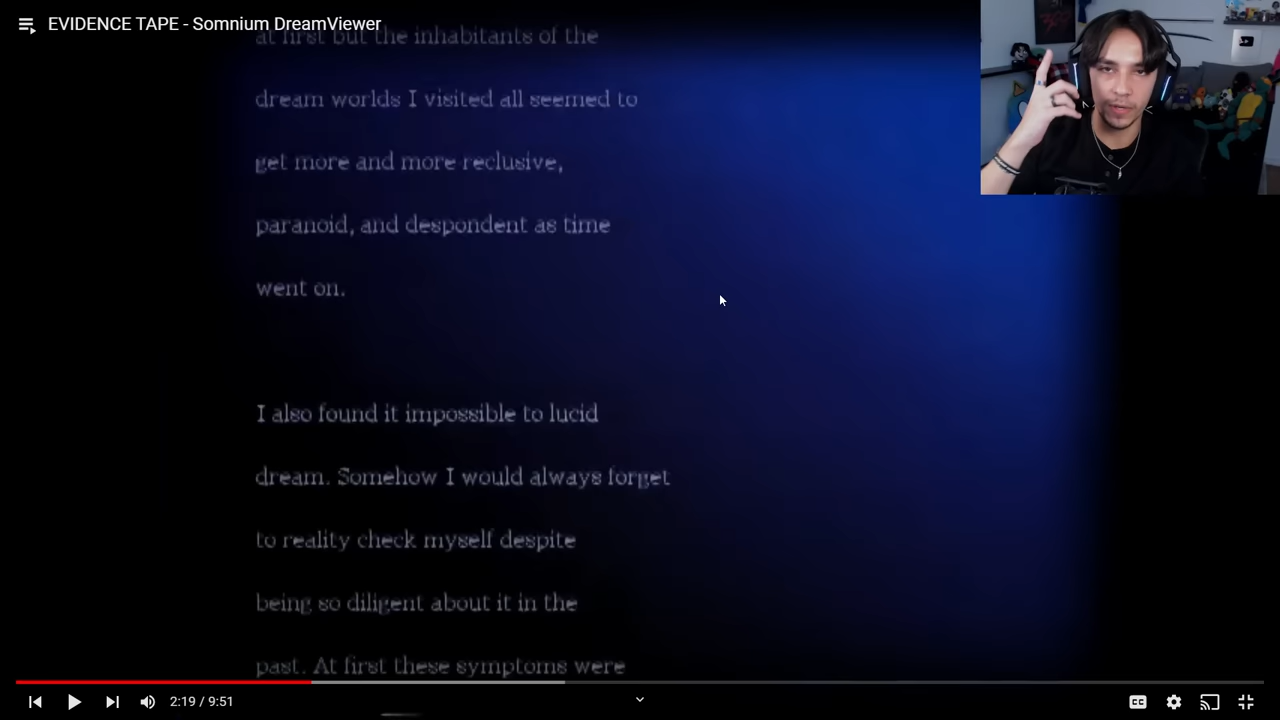 EVIDENCE TAPE - Somnium DreamViewer
at first but the inhabitants of the
dream worlds I visited all seemed to
get more and more reclusive,
paranoid, and despondent as time
went on.
I also found it impossible to lucid
dream. Somehow I would always forget
to reality check myself despite
being so diligent about it in the
past. At first these symptoms were
2:19 / 9:51
CC